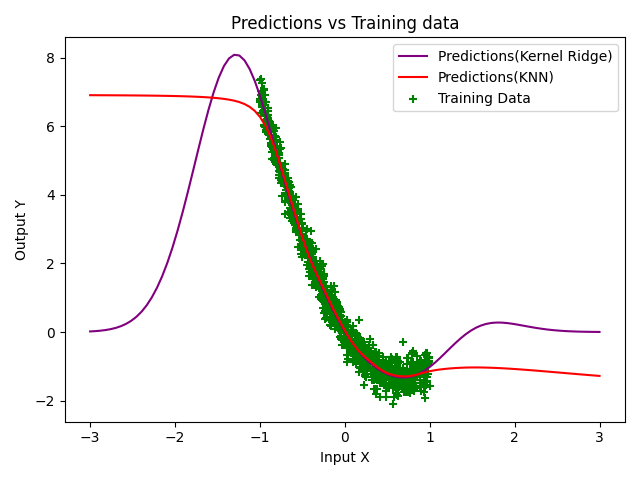 Predictions vs Training data
Predictions(Kernel Ridge)
Predictions(KNN)
Training Data
Output Y
8
6
4
2
0
−2
−3
−2
−1
0
1
2
3
Input X